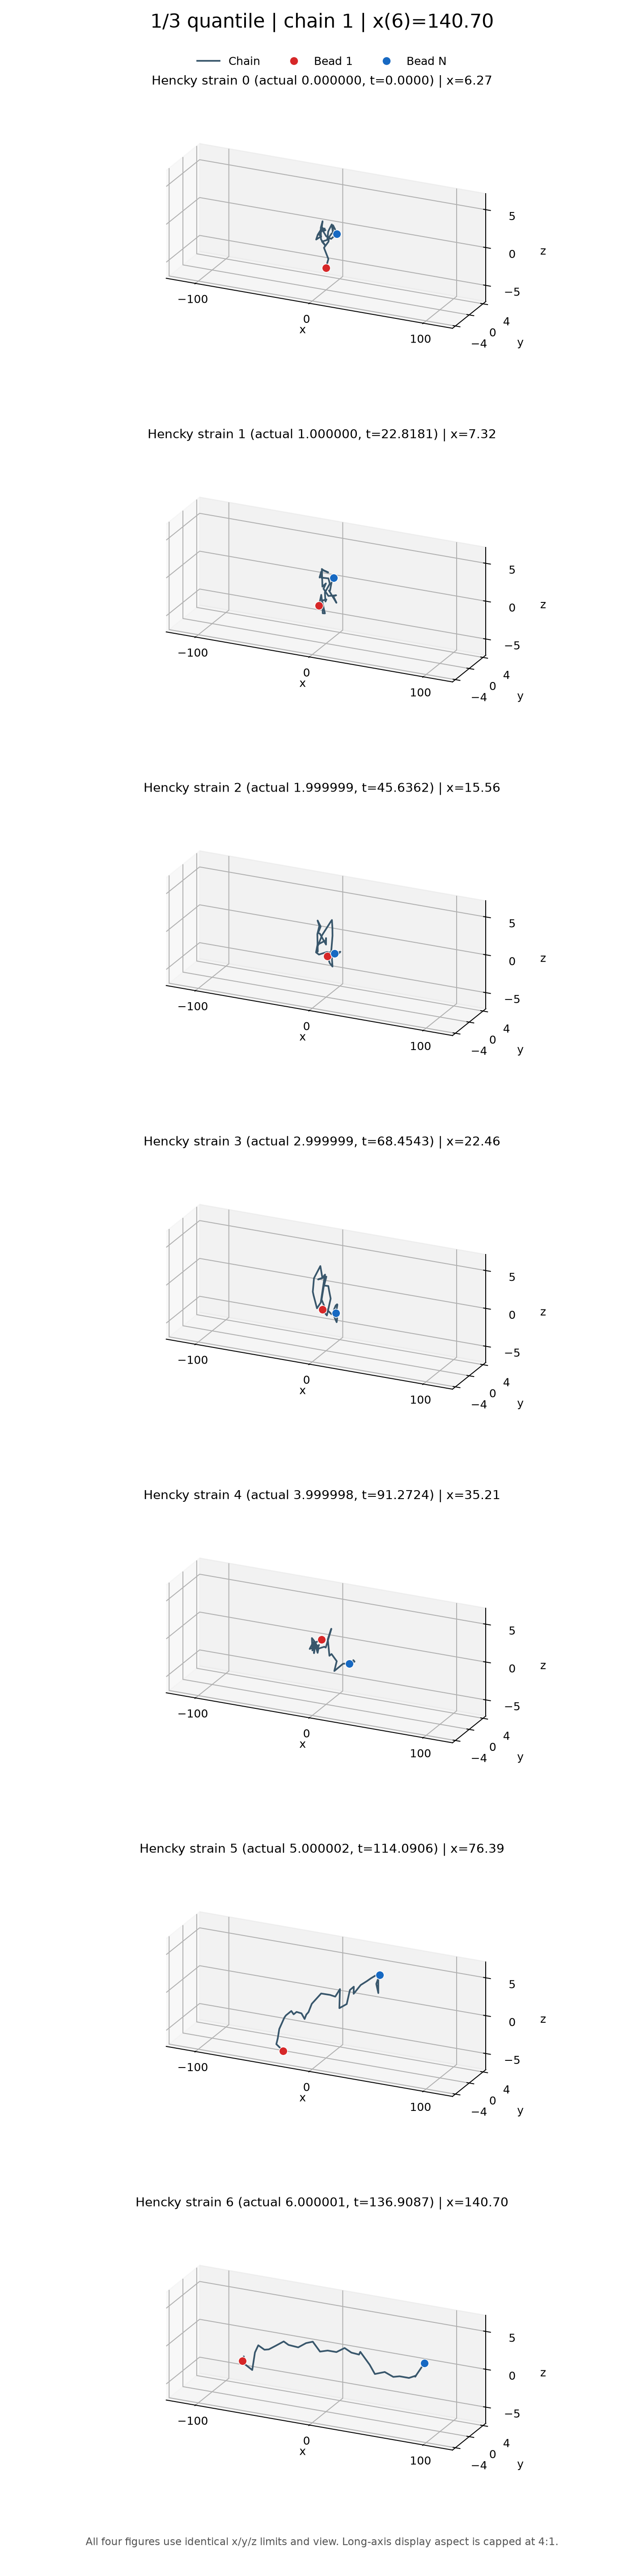 1/3 quantile | chain 1 | x(6)=140.70
Chain Bead 1 Bead N
Hencky strain 0 (actual 0.000000, t=0.0000) | x=6.27
5
0
−5
z
−100
0
100
x
4
0
−4
y
Hencky strain 1 (actual 1.000000, t=22.8181) | x=7.32
5
0
−5
z
−100
0
100
x
4
0
−4
y
Hencky strain 2 (actual 1.999999, t=45.6362) | x=15.56
5
0
−5
z
−100
0
100
x
4
0
−4
y
Hencky strain 3 (actual 2.999999, t=68.4543) | x=22.46
5
0
−5
z
−100
0
100
x
4
0
−4
y
Hencky strain 4 (actual 3.999998, t=91.2724) | x=35.21
5
0
−5
z
−100
0
100
x
4
0
−4
y
Hencky strain 5 (actual 5.000002, t=114.0906) | x=76.39
5
0
−5
z
−100
0
100
x
4
0
−4
y
Hencky strain 6 (actual 6.000001, t=136.9087) | x=140.70
5
0
−5
z
−100
0
100
x
4
0
−4
y
All four figures use identical x/y/z limits and view. Long-axis display aspect is capped at 4:1.